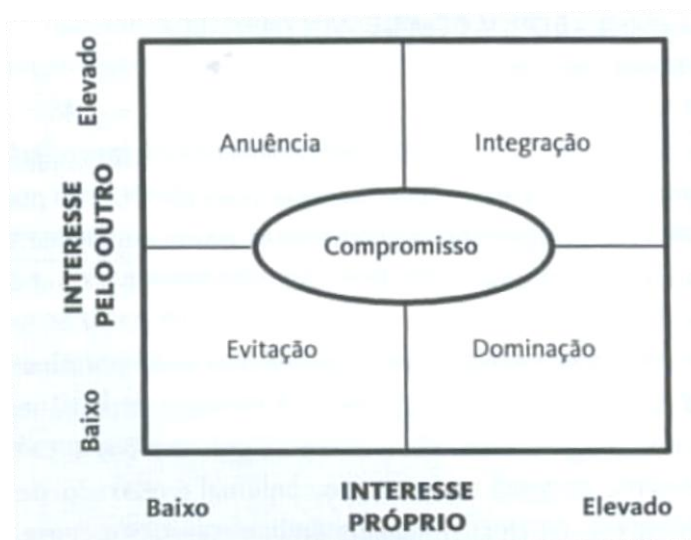 Elevado
INTERESSE
PELO OUTRO
Baixo
Anuência
Integração
Compromisso
Evitação
Dominação
Baixo
INTERESSE
PRÓPRIO
Elevado